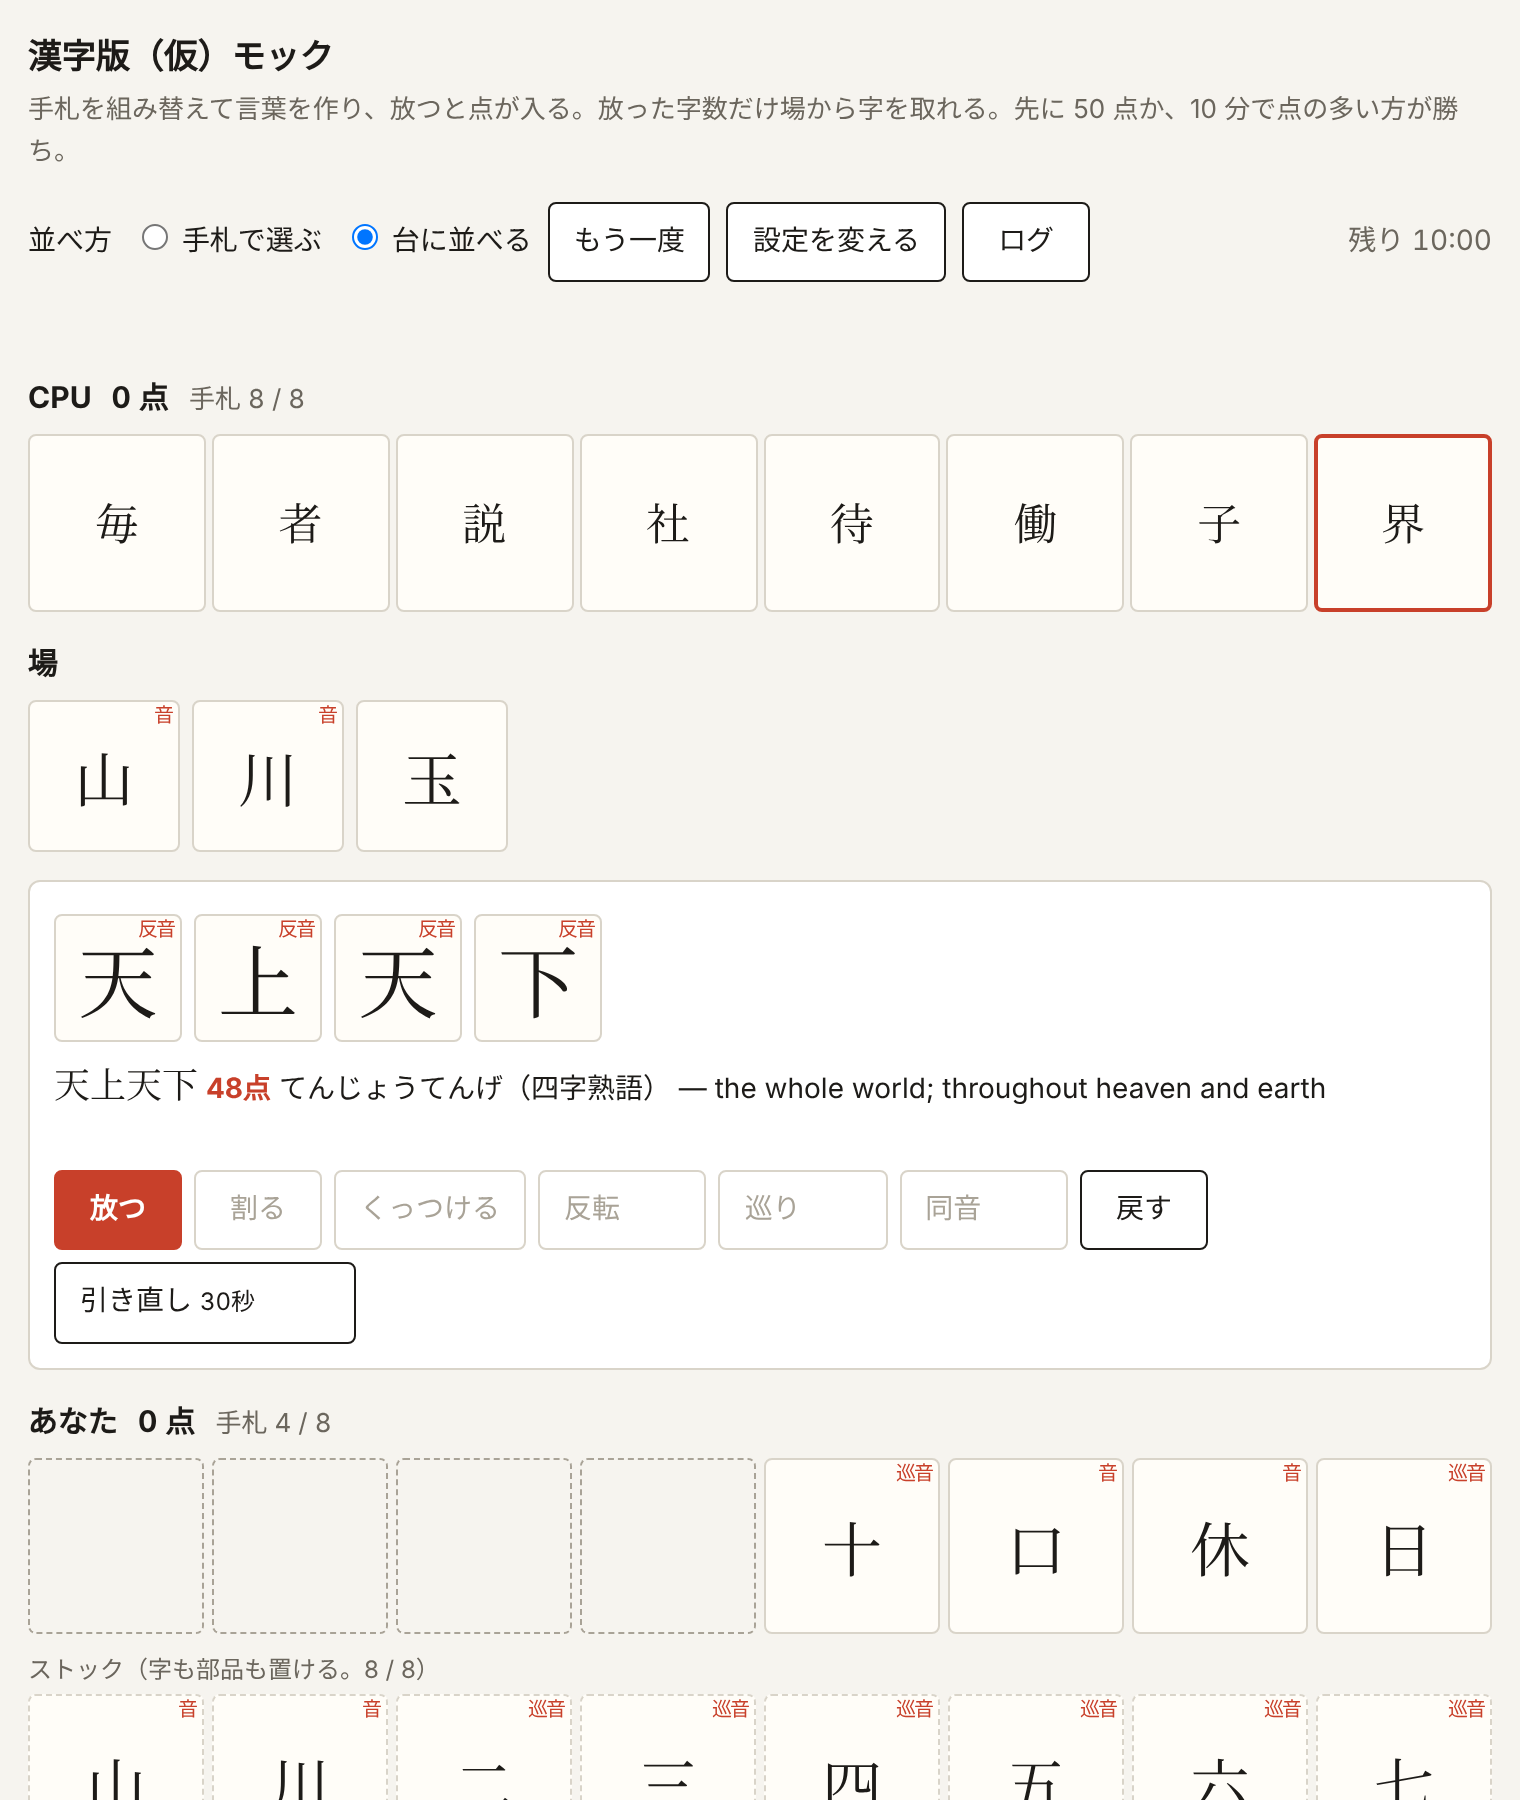 漢字版（仮）モック
手札を組み替えて言葉を作り、放つと点が入る。放った字数だけ場から字を取れる。先に 50 点か、10 分で点の多い方が勝
ち。
並べ方 手札で選ぶ 台に並べる もう一度 設定を変える ログ 残り 10:00
CPU 0 点 手札 8 / 8
毎 者 説 社 待 働 子 界
場
音 音
山 川 玉
反音 反音 反音 反音
天 上 天 下
天上天下 48点 てんじょうてんげ（四字熟語） — the whole world; throughout heaven and earth
放つ 割る くっつける 反転 巡り 同音 戻す
引き直し 30秒
あなた 0 点 手札 4 / 8
巡音 音 音 巡音
十 口 休 日
ストック（字も部品も置ける。8 / 8）
音 音 巡音 巡音 巡音 巡音 巡音 巡音
山 川 二 三 四 五 六 七